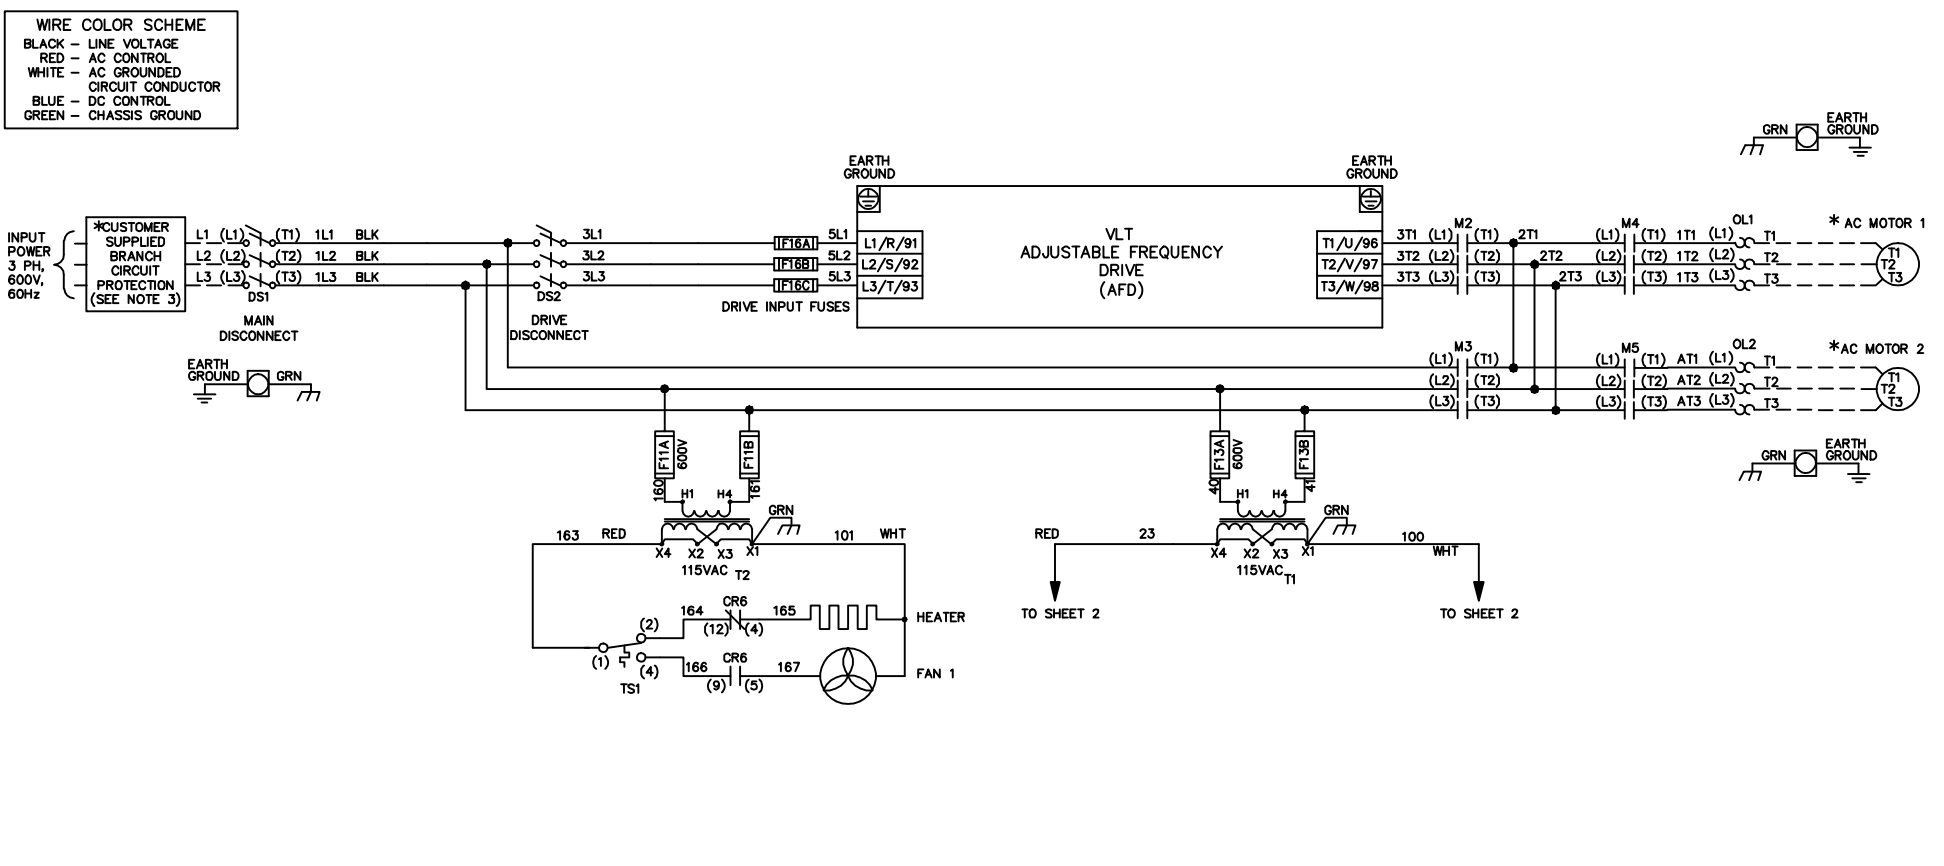 WIRE COLOR SCHEME
BLACK - LINE VOLTAGE
RED - AC CONTROL
WHITE - AC GROUNDED
CIRCUIT CONDUCTOR
BLUE - DC CONTROL
GREEN - CHASSIS GROUND
EARTH
GROUND
GRN
INPUT
POWER
3 PH,
600V,
60Hz
*CUSTOMER
SUPPLIED
BRANCH
CIRCUIT
PROTECTION
(SEE NOTE 3)
L1 (L1) (T1) 1L1 BLK
L2 (L2) (T2) 1L2 BLK
L3 (L3) (T3) 1L3 BLK
DS1
MAIN
DISCONNECT
EARTH
GROUND
GRN
3L1
3L2
3L3
DS2
DRIVE
DISCONNECT
F16A 5L1
F16B 5L2
F16C 5L3
DRIVE INPUT FUSES
EARTH
GROUND
L1/R/91
L2/S/92
L3/T/93
VLT
ADJUSTABLE FREQUENCY
DRIVE
(AFD)
EARTH
GROUND
T1/U/96
T2/V/97
T3/W/98
M2
3T1 (L1) (T1) 2T1
3T2 (L2) (T2) 2T2
3T3 (L3) (T3) 2T3
M4
(L1) (T1) 1T1 (L1)
(L2) (T2) 1T2 (L2)
(L3) (T3) 1T3 (L3)
OL1
T1
T2
T3
* AC MOTOR 1
T1
T2
T3
M3
(L1) (T1)
(L2) (T2)
(L3) (T3)
M5
(L1) (T1) AT1 (L1)
(L2) (T2) AT2 (L2)
(L3) (T3) AT3 (L3)
OL2
T1
T2
T3
*AC MOTOR 2
T1
T2
T3
GRN
EARTH
GROUND
F11A
600V
F11B
160
161
H1 H4
GRN
163 RED
X4 X2 X3 X1
101 WHT
115VAC T2
CR6
164 165
(12) (4)
HEATER
(2)
(1)
(4)
TS1
CR6
166 167
(9) (5)
FAN 1
F13A
600V
F13B
40
41
H1 H4
GRN
RED 23
X4 X2 X3 X1
100
WHT
115VAC T1
TO SHEET 2
TO SHEET 2